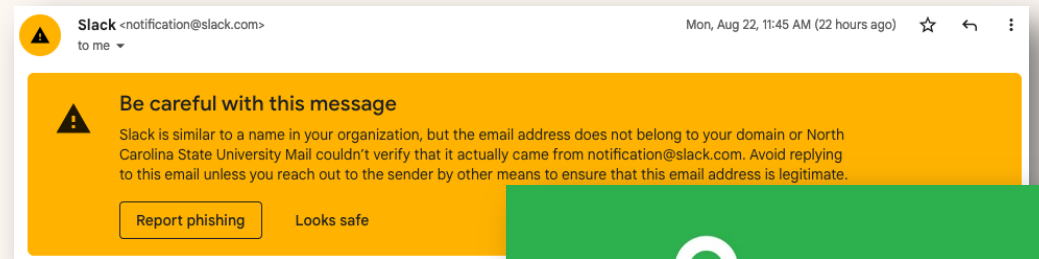 Slack <notification@slack.com>
Mon, Aug 22, 11:45 AM (22 hours ago)
to me
Be careful with this message
Slack is similar to a name in your organization, but the email address does not belong to your domain or North
Carolina State University Mail couldn't verify that it actually came from notification@slack.com. Avoid replying
to this email unless you reach out to the sender by other means to ensure that this email address is legitimate.
Report phishing
Looks safe